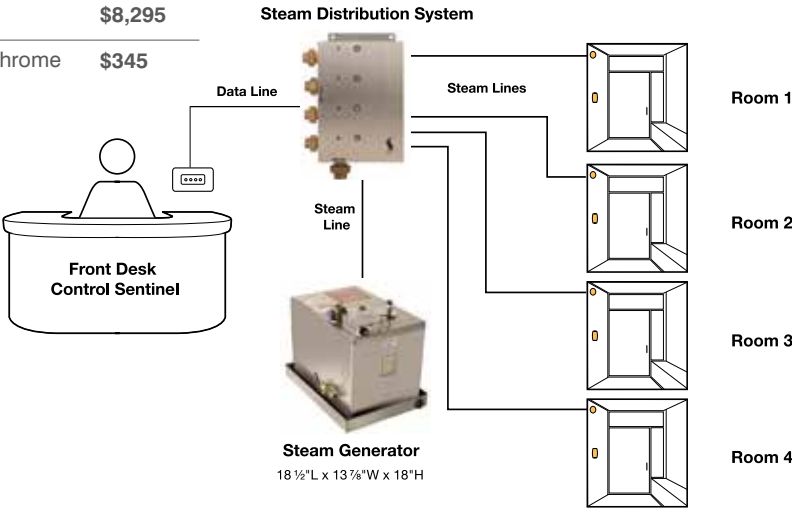 $8,295
hrome $345
Steam Distribution System
Data Line
Steam Lines
Room 1
Room 2
Steam
Line
Front Desk
Control Sentinel
Room 3
Steam Generator
18 ½"L x 13 ⅞"W x 18"H
Room 4